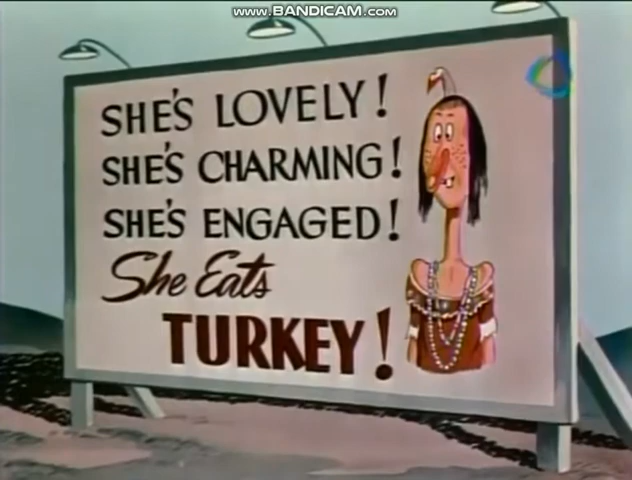 www.BANDICAM.com
SHE'S LOVELY!
SHE'S CHARMING!
SHE'S ENGAGED!
She Eats
TURKEY!